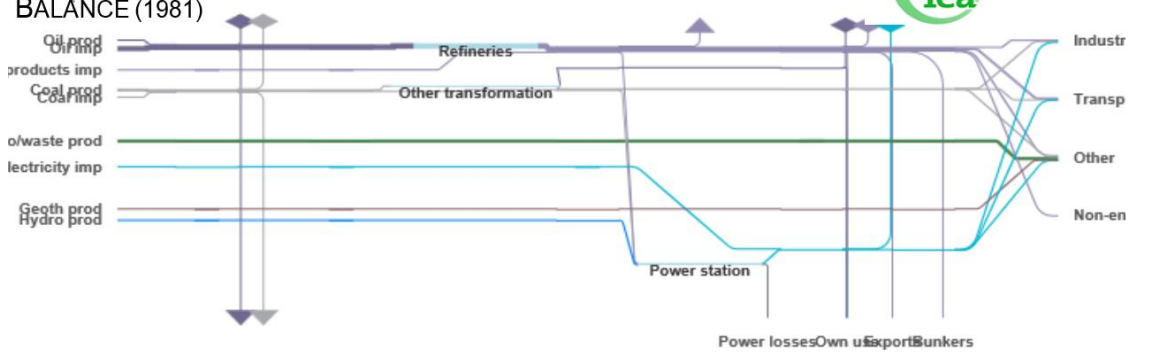 BALANCE (1981)
iea
Oil prod
Oil imp
Refineries
Industr
products imp
Coal prod
Coal imp
Other transformation
Transp
o/waste prod
Other
lectricity imp
Geoth prod
Hydro prod
Non-en
Power station
Power losses Own use Exports Bunkers